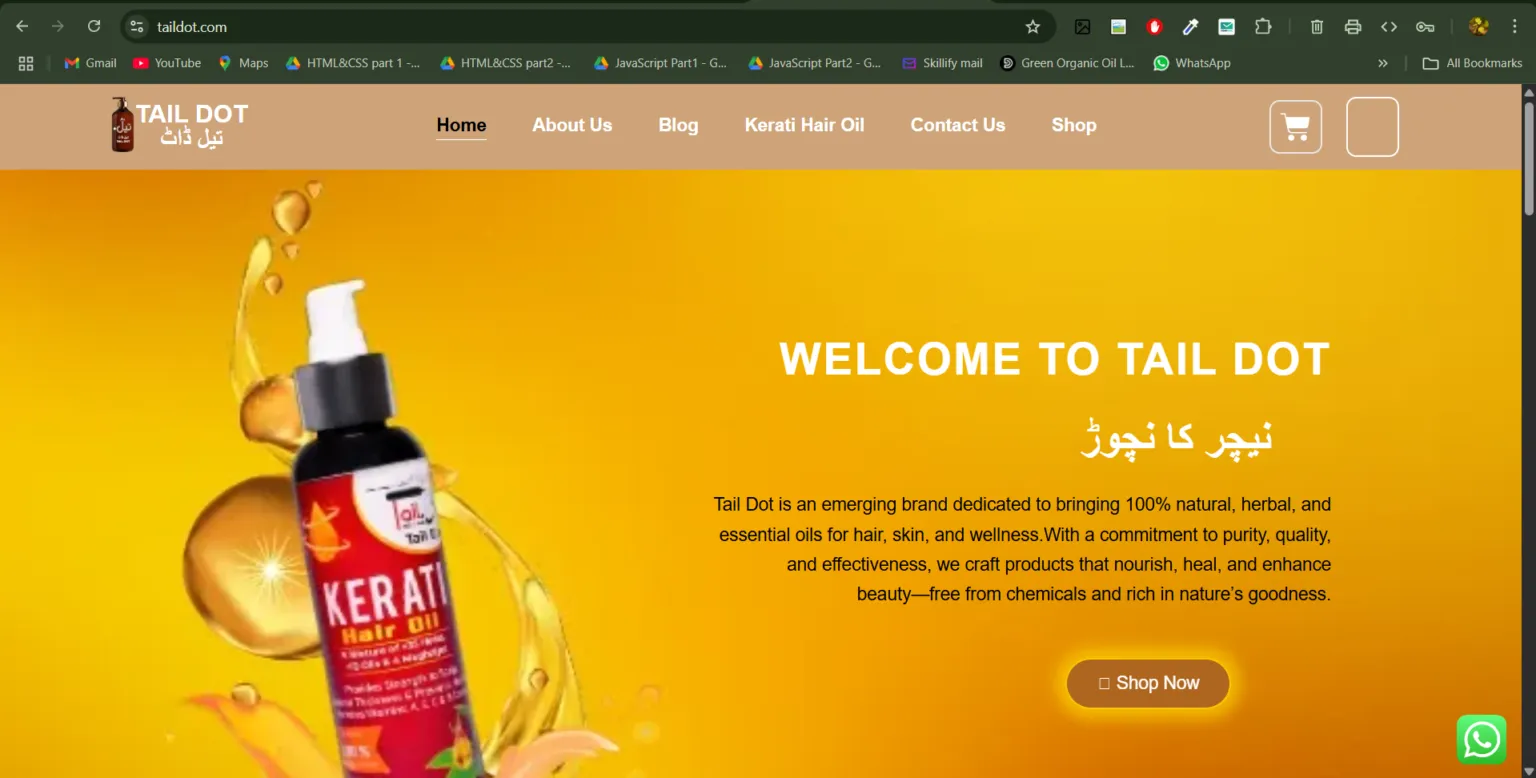 taildot.com
Gmail
YouTube
Maps
HTML&CSS part 1 -...
HTML&CSS part2 -...
JavaScript Part1 - G...
JavaScript Part2 - G...
Skillify mail
Green Organic Oil L...
WhatsApp
»
All Bookmarks
TAIL DOT
تیل ڈاٹ
Home
About Us
Blog
Kerati Hair Oil
Contact Us
Shop
WELCOME TO TAIL DOT
نیچر کا نچوڑ
Tail Dot is an emerging brand dedicated to bringing 100% natural, herbal, and
essential oils for hair, skin, and wellness.With a commitment to purity, quality,
and effectiveness, we craft products that nourish, heal, and enhance
beauty—free from chemicals and rich in nature’s goodness.
Shop Now
Tail
KERATI
Hair Oil